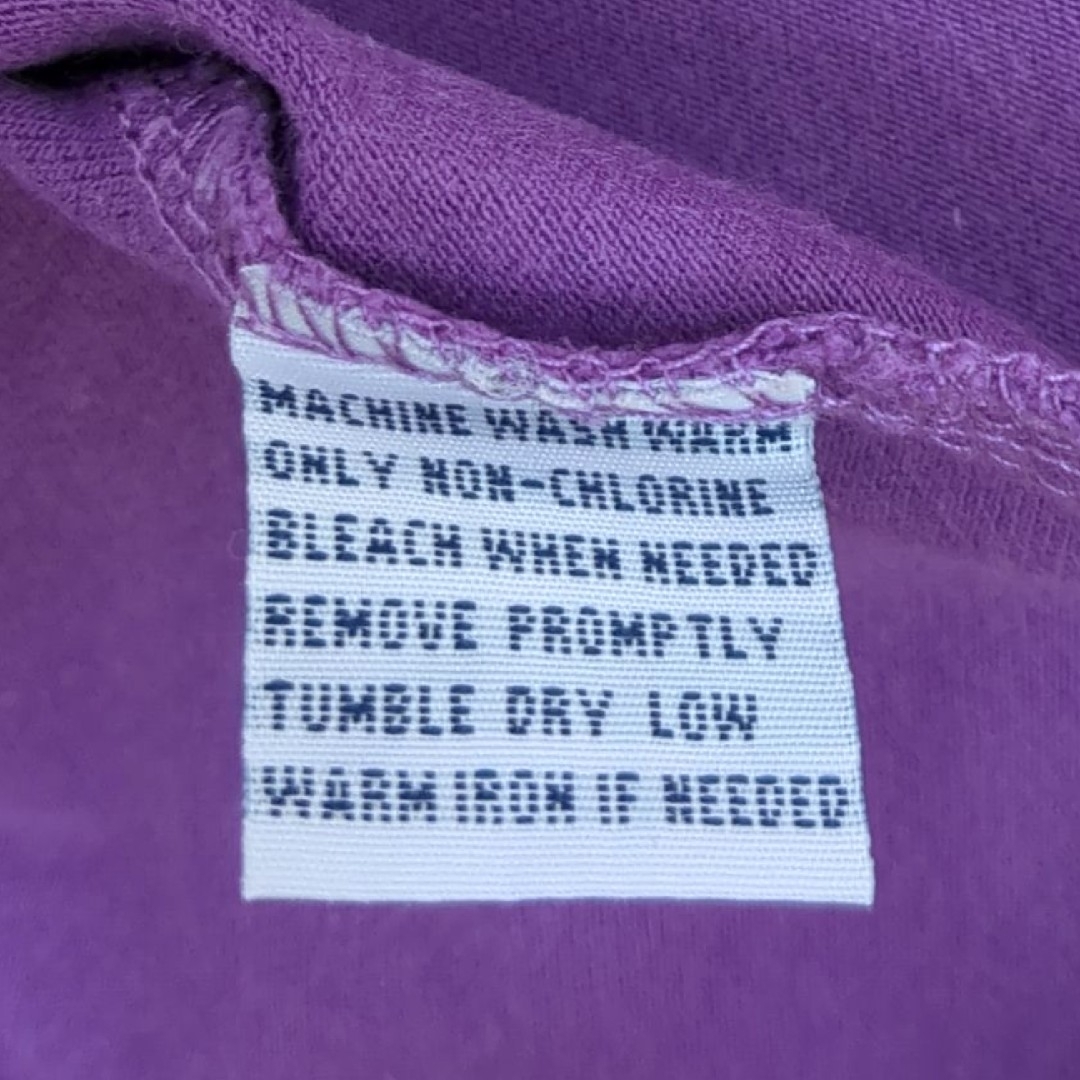 MACHINE WASH WARM
ONLY NON-CHLORINE
BLEACH WHEN NEEDED
REMOVE PROMPTLY
TUMBLE DRY LOW
WARM IRON IF NEEDED